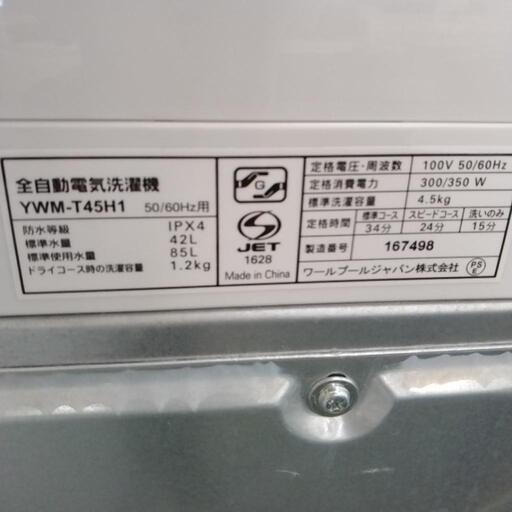 全自動電気洗濯機
YWM-T45H1 50/60Hz用
防水等級 IPX4
標準水量 42L
標準使用水量 85L
ドライコース時の洗濯容量 1.2kg
G
JET
1628
Made in China
定格電圧・周波数 100V 50/60Hz
定格消費電力 300/350 W
標準洗濯容量 4.5kg
定格時間 標準コース スピードコース 洗いのみ
34分 24分 15分
製造番号 167498
ワールプールジャパン株式会社 PSE